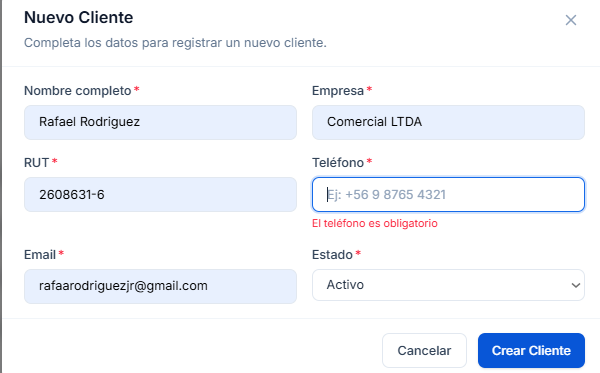 Nuevo Cliente
Completa los datos para registrar un nuevo cliente.
Nombre completo *
Empresa *
Rafael Rodriguez
Comercial LTDA
RUT *
Teléfono *
2608631-6
Ej: +56 9 8765 4321
El teléfono es obligatorio
Email *
Estado *
rafaarodriguezjr@gmail.com
Activo
Cancelar
Crear Cliente